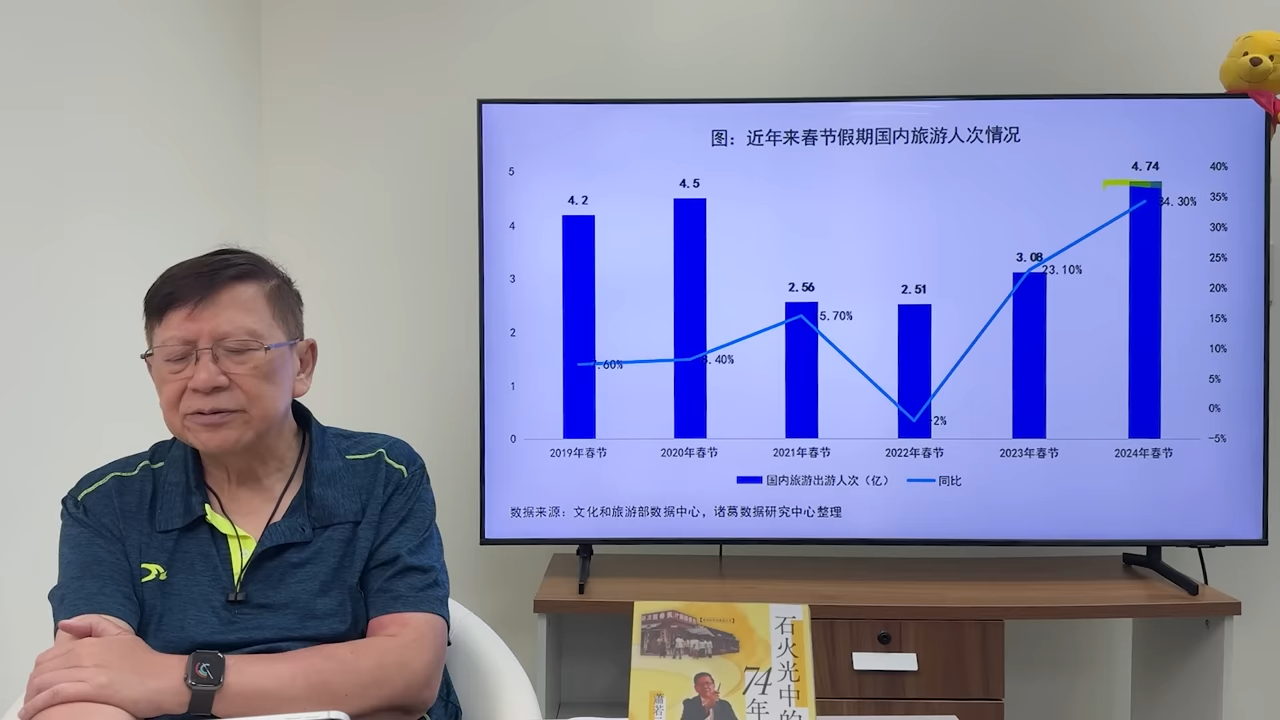 图：近年来春节假期国内旅游人次情况
5
4
3
2
1
0
4.2
4.5
2.56
2.51
3.08
4.74
40%
35%
30%
25%
20%
15%
10%
5%
0%
-5%
7.60%
8.40%
5.70%
-2%
23.10%
34.30%
2019年春节
2020年春节
2021年春节
2022年春节
2023年春节
2024年春节
国内旅游出游人次（亿）
同比
数据来源：文化和旅游部数据中心，诸葛数据研究中心整理
石火光中的
74年
蕭若